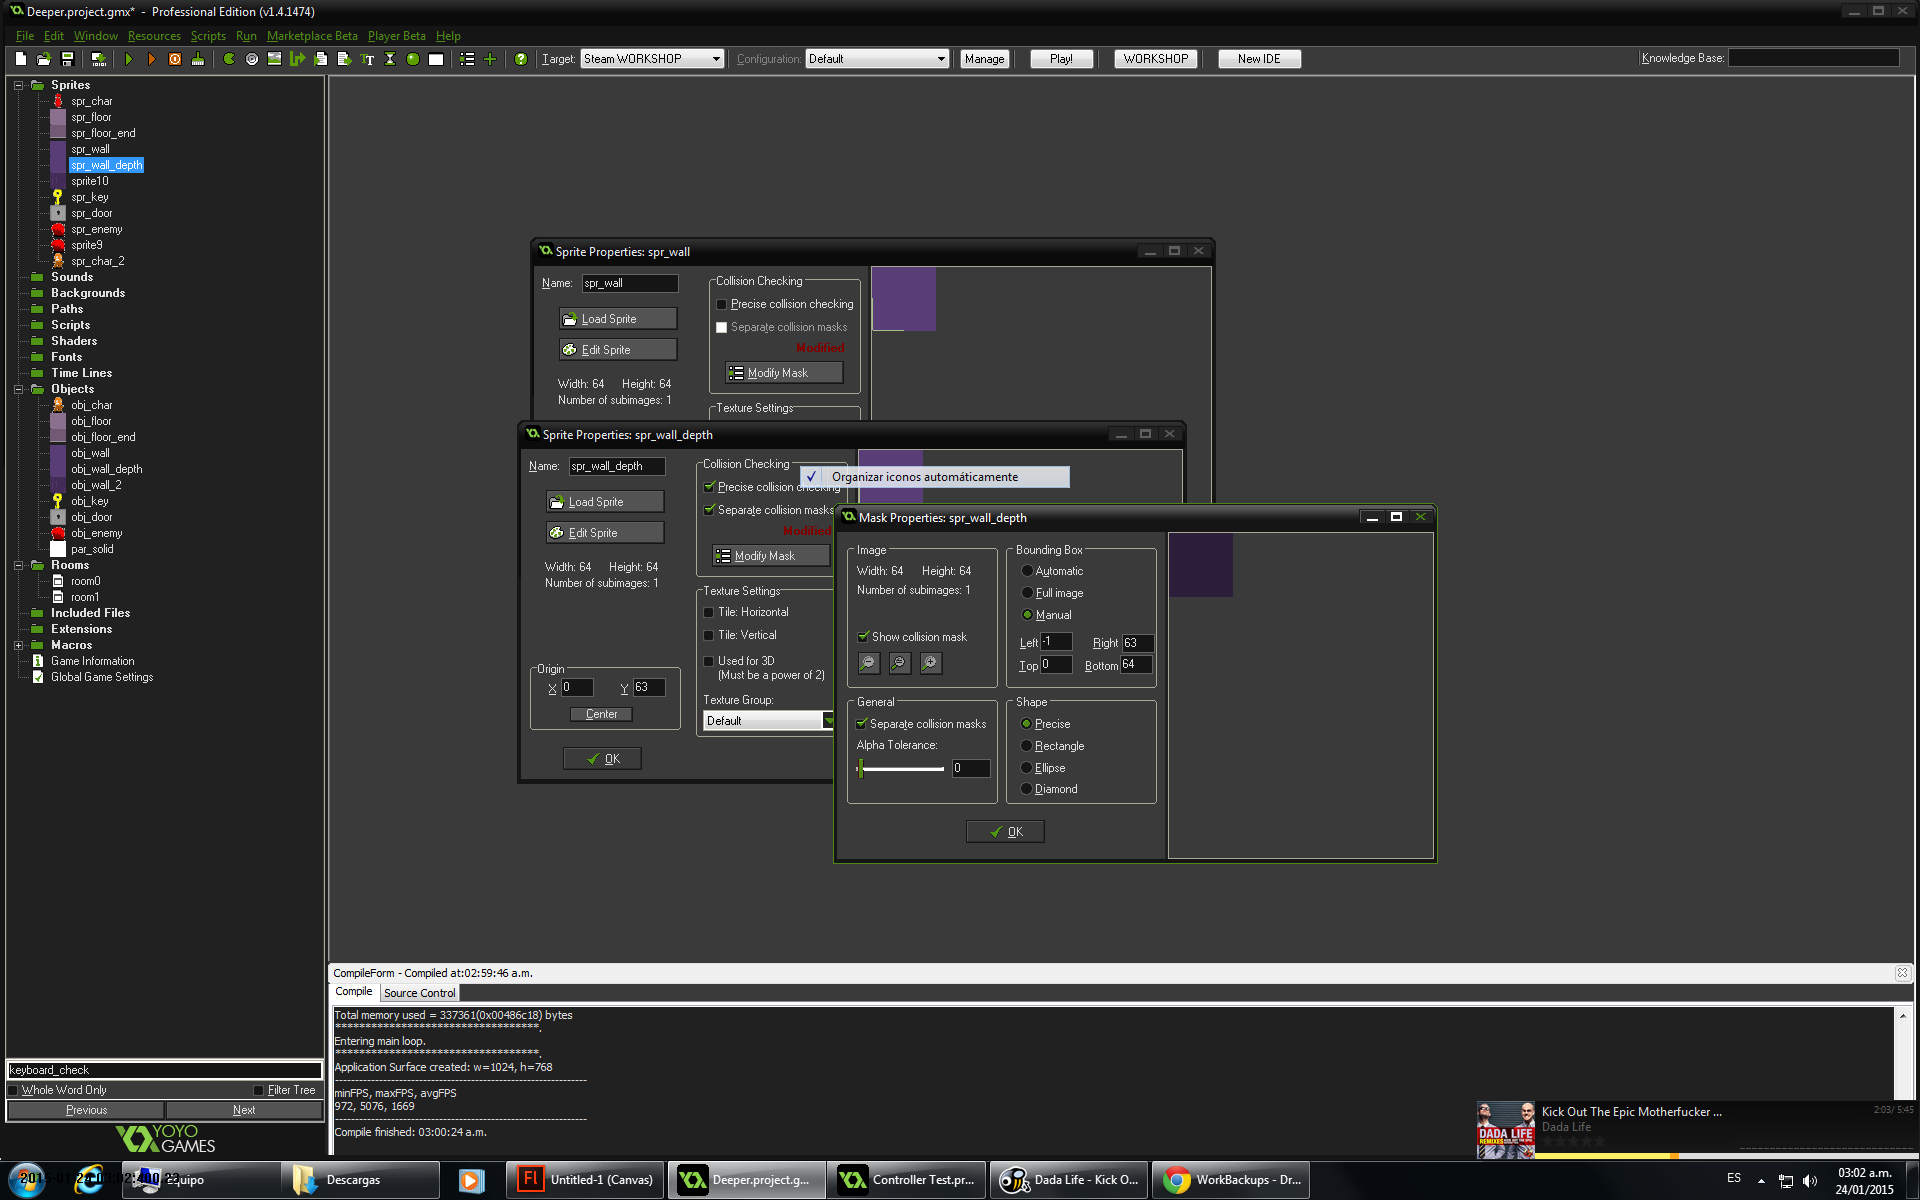 Deeper.project.gmx* - Professional Edition (v1.4.1474)
File Edit Window Resources Scripts Run Marketplace Beta Player Beta Help
Target: Steam WORKSHOP Configuration: Default Manage Play! WORKSHOP New IDE Knowledge Base:
Sprites
spr_char
spr_floor
spr_floor_end
spr_wall
spr_wall_depth
sprite10
spr_key
spr_door
spr_enemy
sprite9
spr_char_2
Sounds
Backgrounds
Paths
Scripts
Shaders
Fonts
Time Lines
Objects
obj_char
obj_floor
obj_floor_end
obj_wall
obj_wall_depth
obj_wall_2
obj_key
obj_door
obj_enemy
par_solid
Rooms
room0
room1
Included Files
Extensions
Macros
Game Information
Global Game Settings
keyboard_check
Whole Word Only Filter Tree
Previous Next
YOYO
GAMES
Sprite Properties: spr_wall
Name: spr_wall
Load Sprite
Edit Sprite
Width: 64 Height: 64
Number of subimages: 1
Collision Checking
Precise collision checking
Separate collision masks
Modified
Modify Mask
Texture Settings
Sprite Properties: spr_wall_depth
Name: spr_wall_depth
Load Sprite
Edit Sprite
Width: 64 Height: 64
Number of subimages: 1
Origin
X 0 Y 63
Center
OK
Collision Checking
Precise collision checking
Separate collision masks
Modified
Modify Mask
Texture Settings
Tile: Horizontal
Tile: Vertical
Used for 3D
(Must be a power of 2)
Texture Group:
Default
Organizar iconos automáticamente
Mask Properties: spr_wall_depth
Image
Width: 64 Height: 64
Number of subimages: 1
Show collision mask
General
Separate collision masks
Alpha Tolerance:
0
Bounding Box
Automatic
Full image
Manual
Left -1 Right 63
Top 0 Bottom 64
Shape
Precise
Rectangle
Ellipse
Diamond
OK
CompileForm - Compiled at:02:59:46 a.m.
Compile Source Control
Total memory used = 337361(0x00486c18) bytes
**********************************.
Entering main loop.
**********************************.
Application Surface created: w=1024, h=768
minFPS, maxFPS, avgFPS
972, 5076, 1669
Compile finished: 03:00:24 a.m.
DADA LIFE
REMIXES
Kick Out The Epic Motherfucker ...
Dada Life
2:03/ 5:45
Equipo
Descargas
Untitled-1 (Canvas)
Deeper.project.g...
Controller Test.pr...
Dada Life - Kick O...
WorkBackups - Dr...
ES
03:02 a.m.
24/01/2015